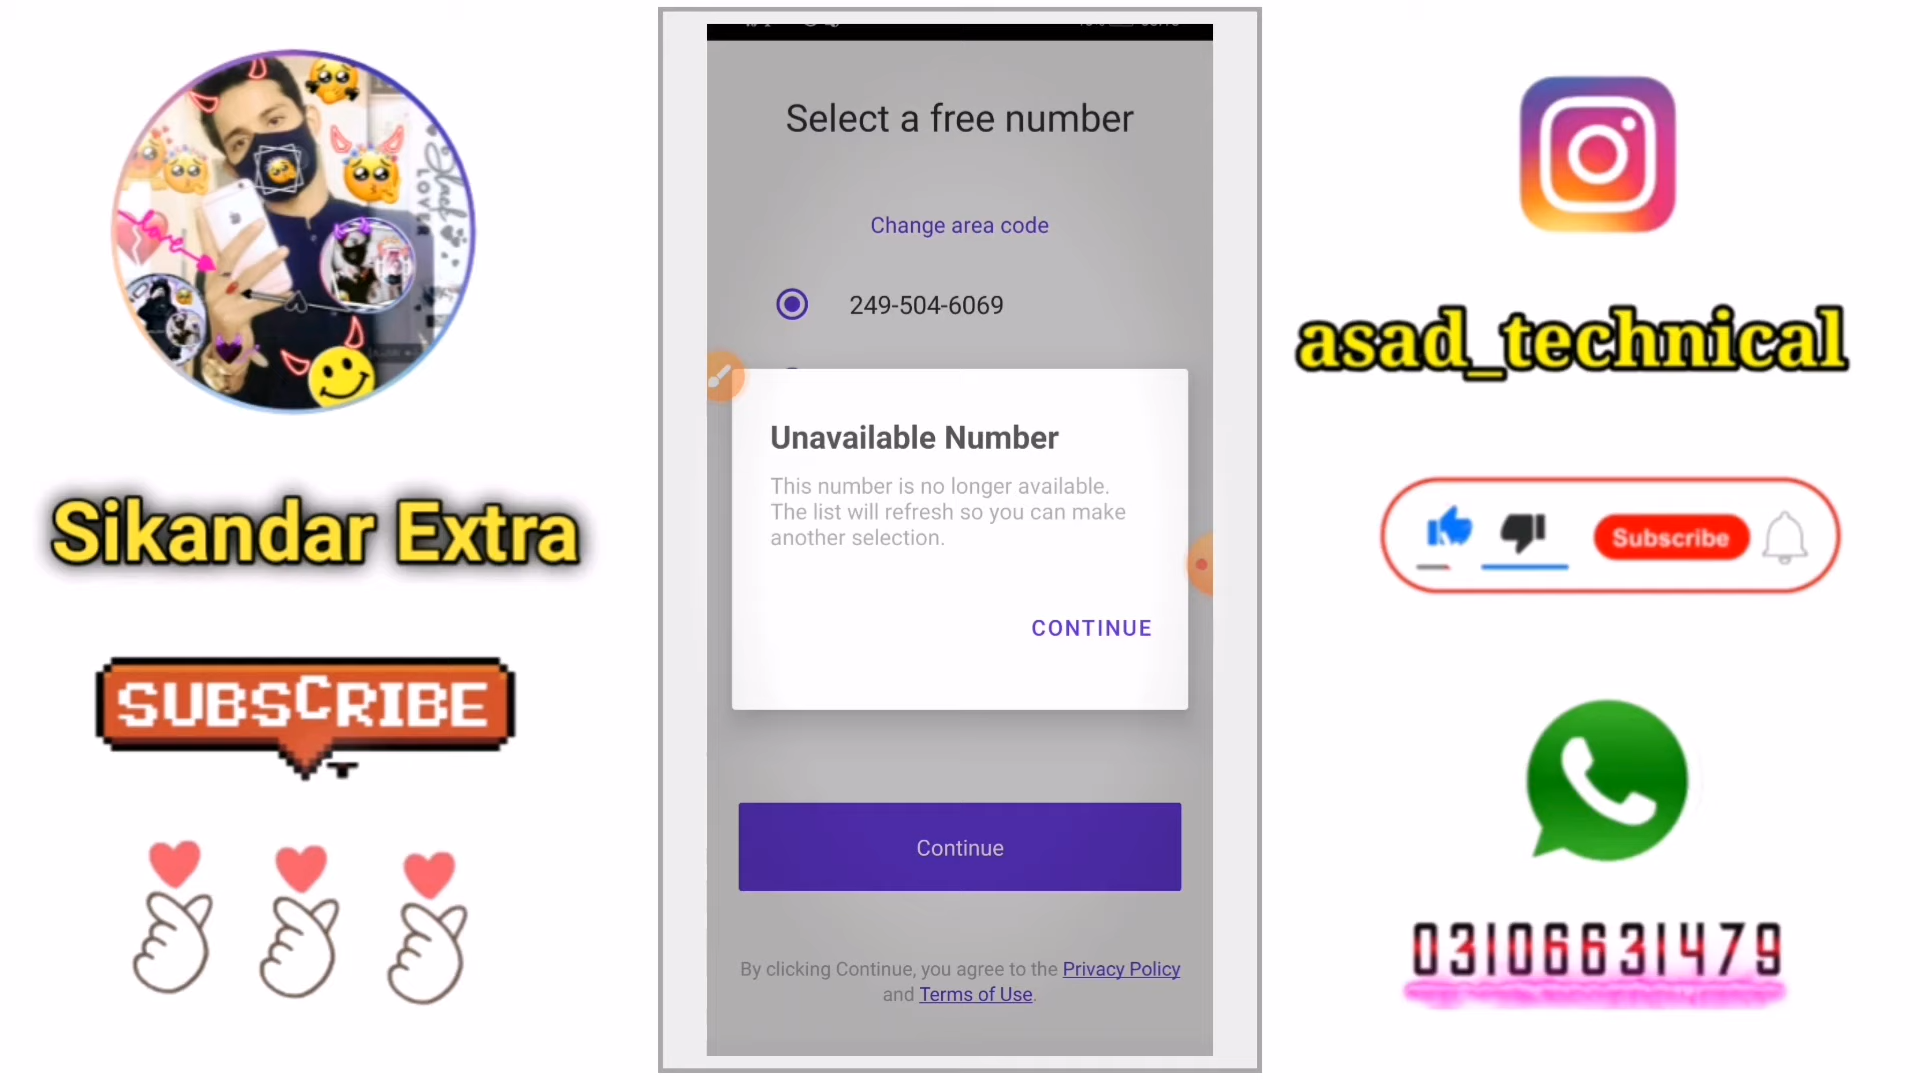 Select a free number
Change area code
249-504-6069
Unavailable Number
This number is no longer available.
The list will refresh so you can make
another selection.
CONTINUE
Continue
By clicking Continue, you agree to the Privacy Policy
and Terms of Use.
LOVER
love
Sikandar Extra
SUBSCRIBE
asad_technical
Subscribe
03106631479